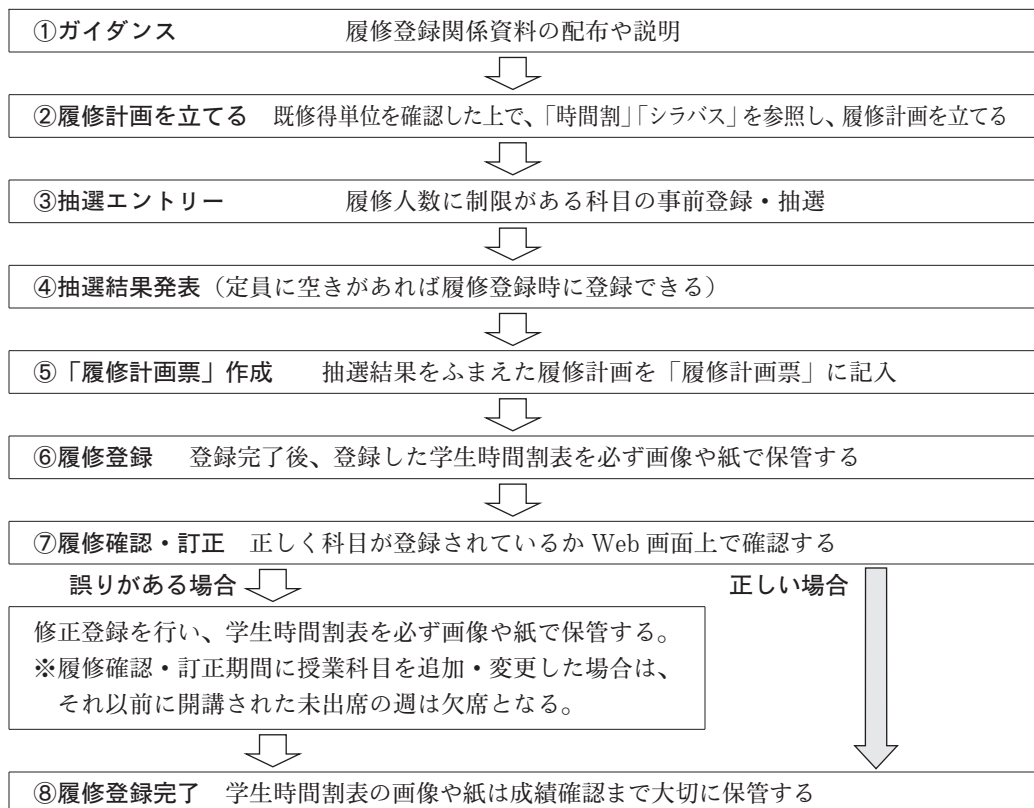 ①ガイダンス 履修登録関係資料の配布や説明
②履修計画を立てる 既修得単位を確認した上で、「時間割」「シラバス」を参照し、履修計画を立てる
③抽選エントリー 履修人数に制限がある科目の事前登録・抽選
④抽選結果発表（定員に空きがあれば履修登録時に登録できる）
⑤「履修計画票」作成 抽選結果をふまえた履修計画を「履修計画票」に記入
⑥履修登録 登録完了後、登録した学生時間割表を必ず画像や紙で保管する
⑦履修確認・訂正 正しく科目が登録されているか Web 画面上で確認する
誤りがある場合 正しい場合
修正登録を行い、学生時間割表を必ず画像や紙で保管する。
※履修確認・訂正期間に授業科目を追加・変更した場合は、
それ以前に開講された未出席の週は欠席となる。
⑧履修登録完了 学生時間割表の画像や紙は成績確認まで大切に保管する